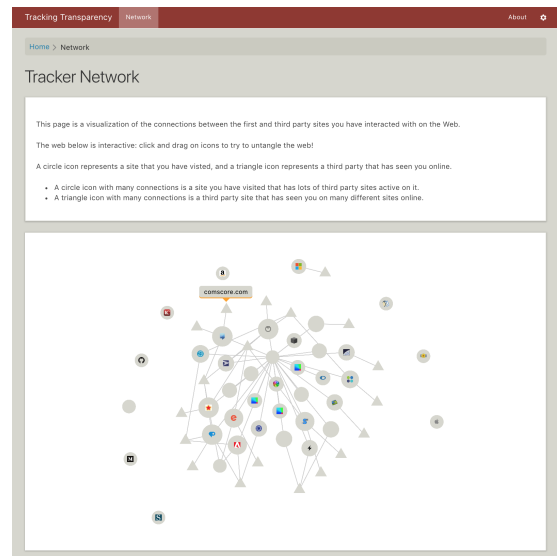 Tracking Transparency Network About
Home > Network
Tracker Network
This page is a visualization of the connections between the first and third party sites you have interacted with on the Web.
The web below is interactive: click and drag on icons to try to untangle the web!
A circle icon represents a site that you have visted, and a triangle icon represents a third party that has seen you online.
• A circle icon with many connections is a site you have visited that has lots of third party sites active on it.
• A triangle icon with many connections is a third party site that has seen you on many different sites online.
a
comscore.com
M
S